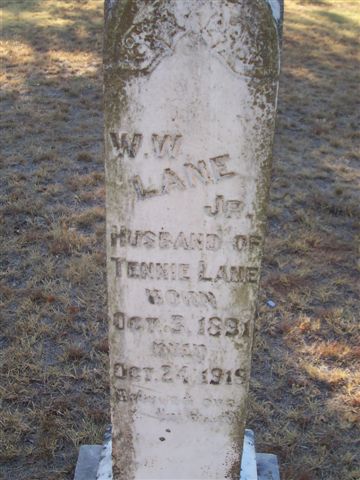 W.W.
LANE
JR.
HUSBAND OF
TENNIE LANE
BORN
OCT. 3, 1891
DIED
OCT. 24, 1919